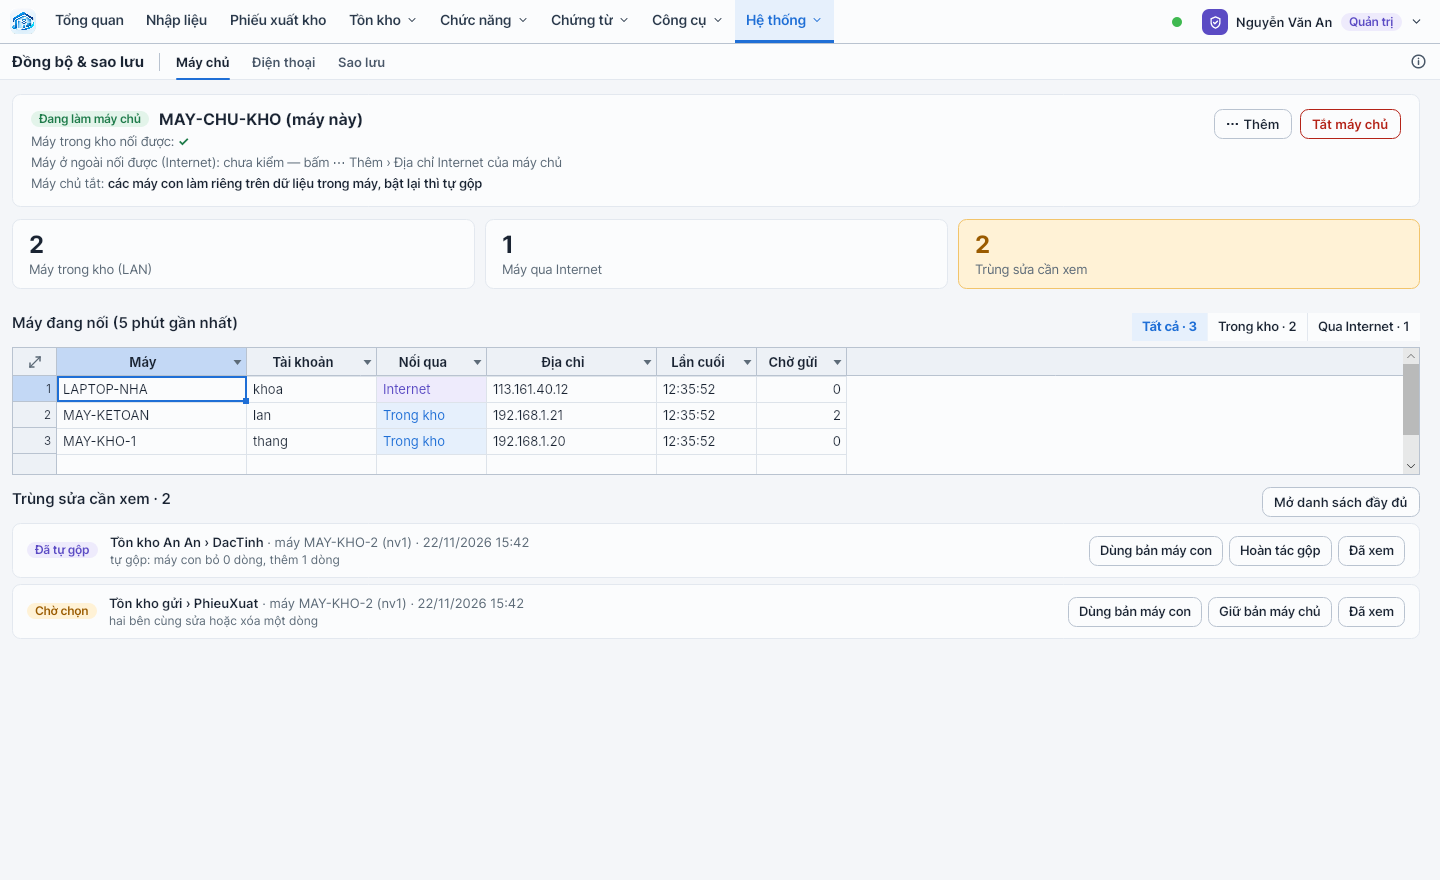 Tổng quan Nhập liệu Phiếu xuất kho Tồn kho Chức năng Chứng từ Công cụ Hệ thống Nguyễn Văn An Quản trị
Đồng bộ & sao lưu Máy chủ Điện thoại Sao lưu
Đang làm máy chủ MAY-CHU-KHO (máy này) ··· Thêm Tắt máy chủ
Máy trong kho nối được: ✓
Máy ở ngoài nối được (Internet): chưa kiểm — bấm ··· Thêm › Địa chỉ Internet của máy chủ
Máy chủ tắt: các máy con làm riêng trên dữ liệu trong máy, bật lại thì tự gộp
2 1 2
Máy trong kho (LAN) Máy qua Internet Trùng sửa cần xem
Máy đang nối (5 phút gần nhất) Tất cả · 3 Trong kho · 2 Qua Internet · 1
Máy Tài khoản Nối qua Địa chỉ Lần cuối Chờ gửi
1 LAPTOP-NHA khoa Internet 113.161.40.12 12:35:52 0
2 MAY-KETOAN lan Trong kho 192.168.1.21 12:35:52 2
3 MAY-KHO-1 thang Trong kho 192.168.1.20 12:35:52 0
Trùng sửa cần xem · 2 Mở danh sách đầy đủ
Đã tự gộp Tồn kho An An › DacTinh · máy MAY-KHO-2 (nv1) · 22/11/2026 15:42 Dùng bản máy con Hoàn tác gộp Đã xem
tự gộp: máy con bỏ 0 dòng, thêm 1 dòng
Chờ chọn Tồn kho gửi › PhieuXuat · máy MAY-KHO-2 (nv1) · 22/11/2026 15:42 Dùng bản máy con Giữ bản máy chủ Đã xem
hai bên cùng sửa hoặc xóa một dòng